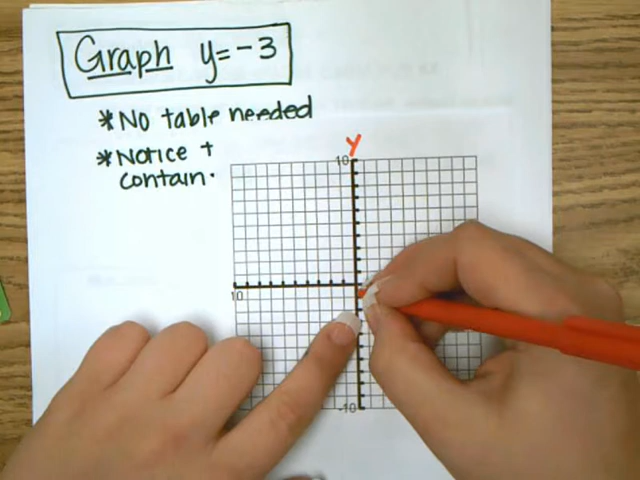 Graph y=-3
*No table needed
*Notice t
contain.
y
10
10
-10